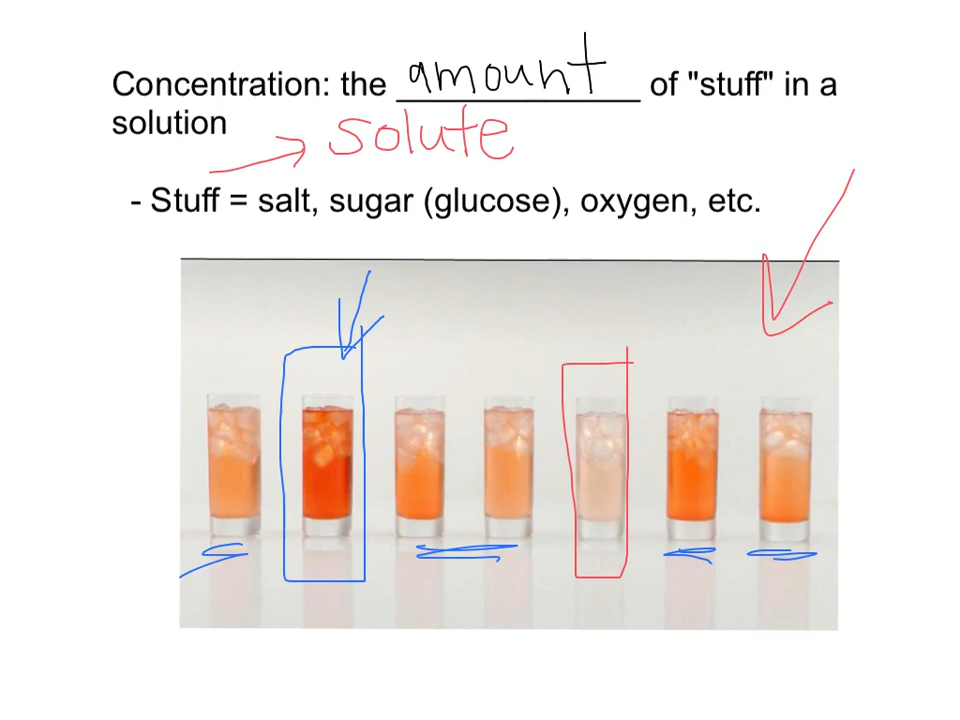 Concentration: the amount of "stuff" in a
solution
solute
- Stuff = salt, sugar (glucose), oxygen, etc.